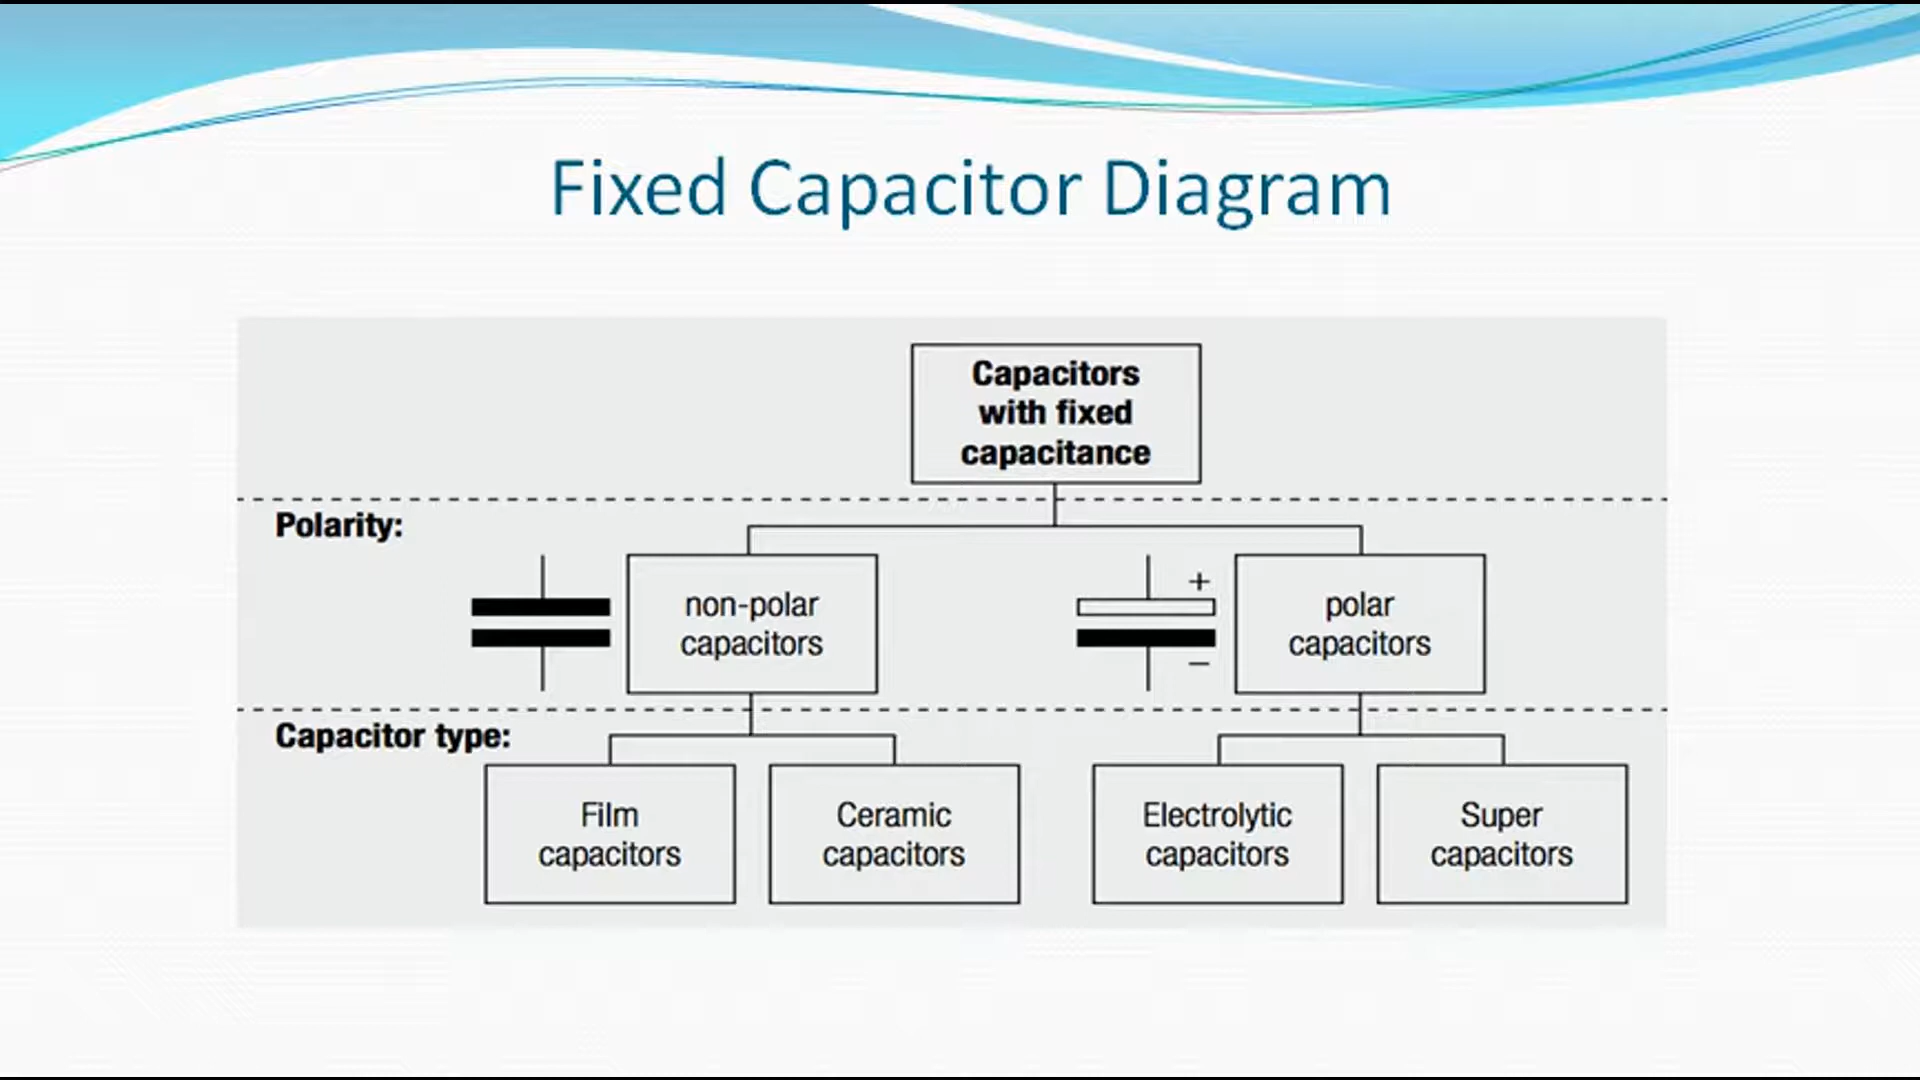 Fixed Capacitor Diagram
Capacitors
with fixed
capacitance
Polarity:
non-polar
capacitors
+
−
polar
capacitors
Capacitor type:
Film
capacitors
Ceramic
capacitors
Electrolytic
capacitors
Super
capacitors